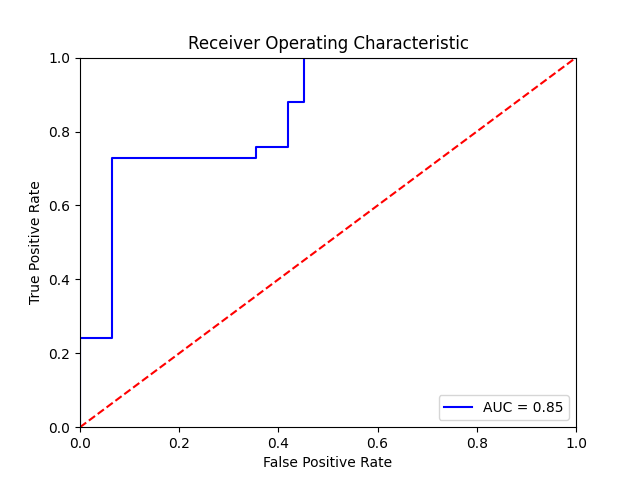 Receiver Operating Characteristic
1.0
0.8
0.6
0.4
0.2
0.0
True Positive Rate
AUC = 0.85
0.0 0.2 0.4 0.6 0.8 1.0
False Positive Rate